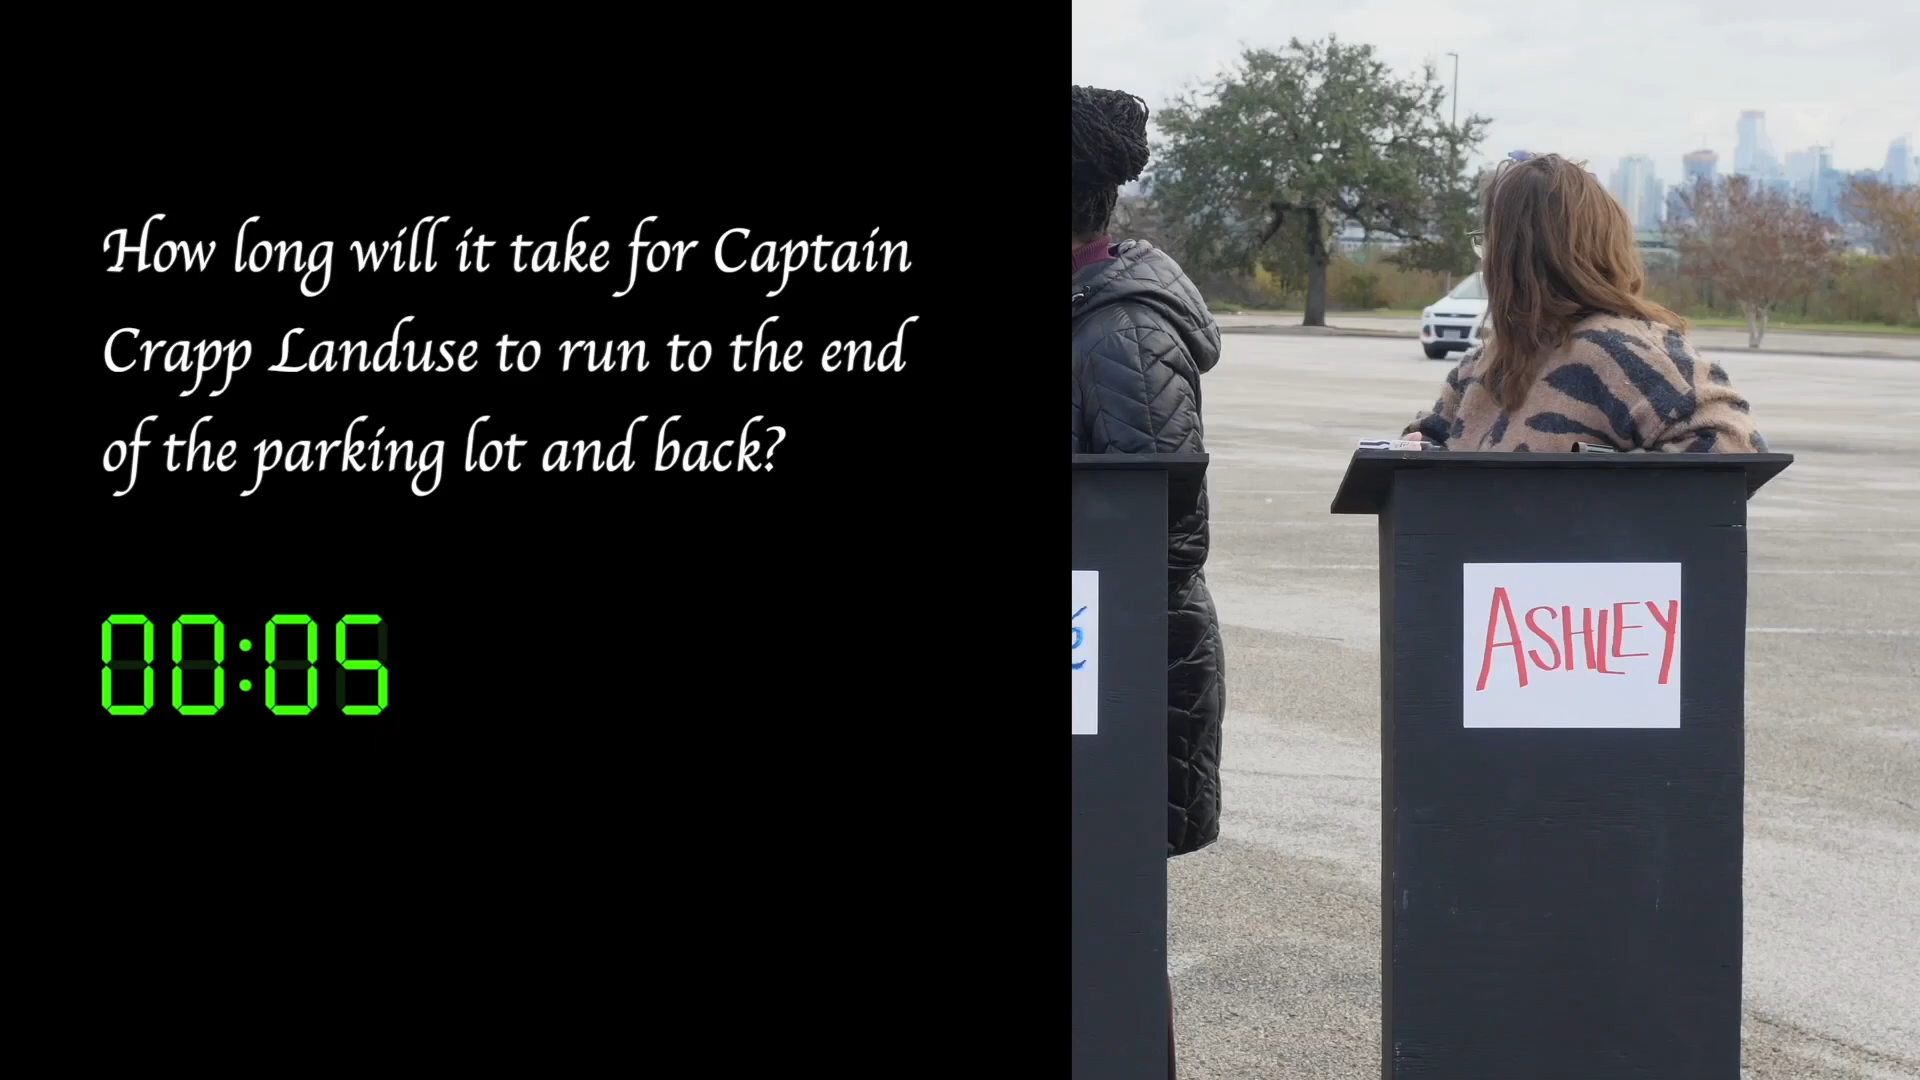 How long will it take for Captain
Crapp Landuse to run to the end
of the parking lot and back?
00:05
ASHLEY